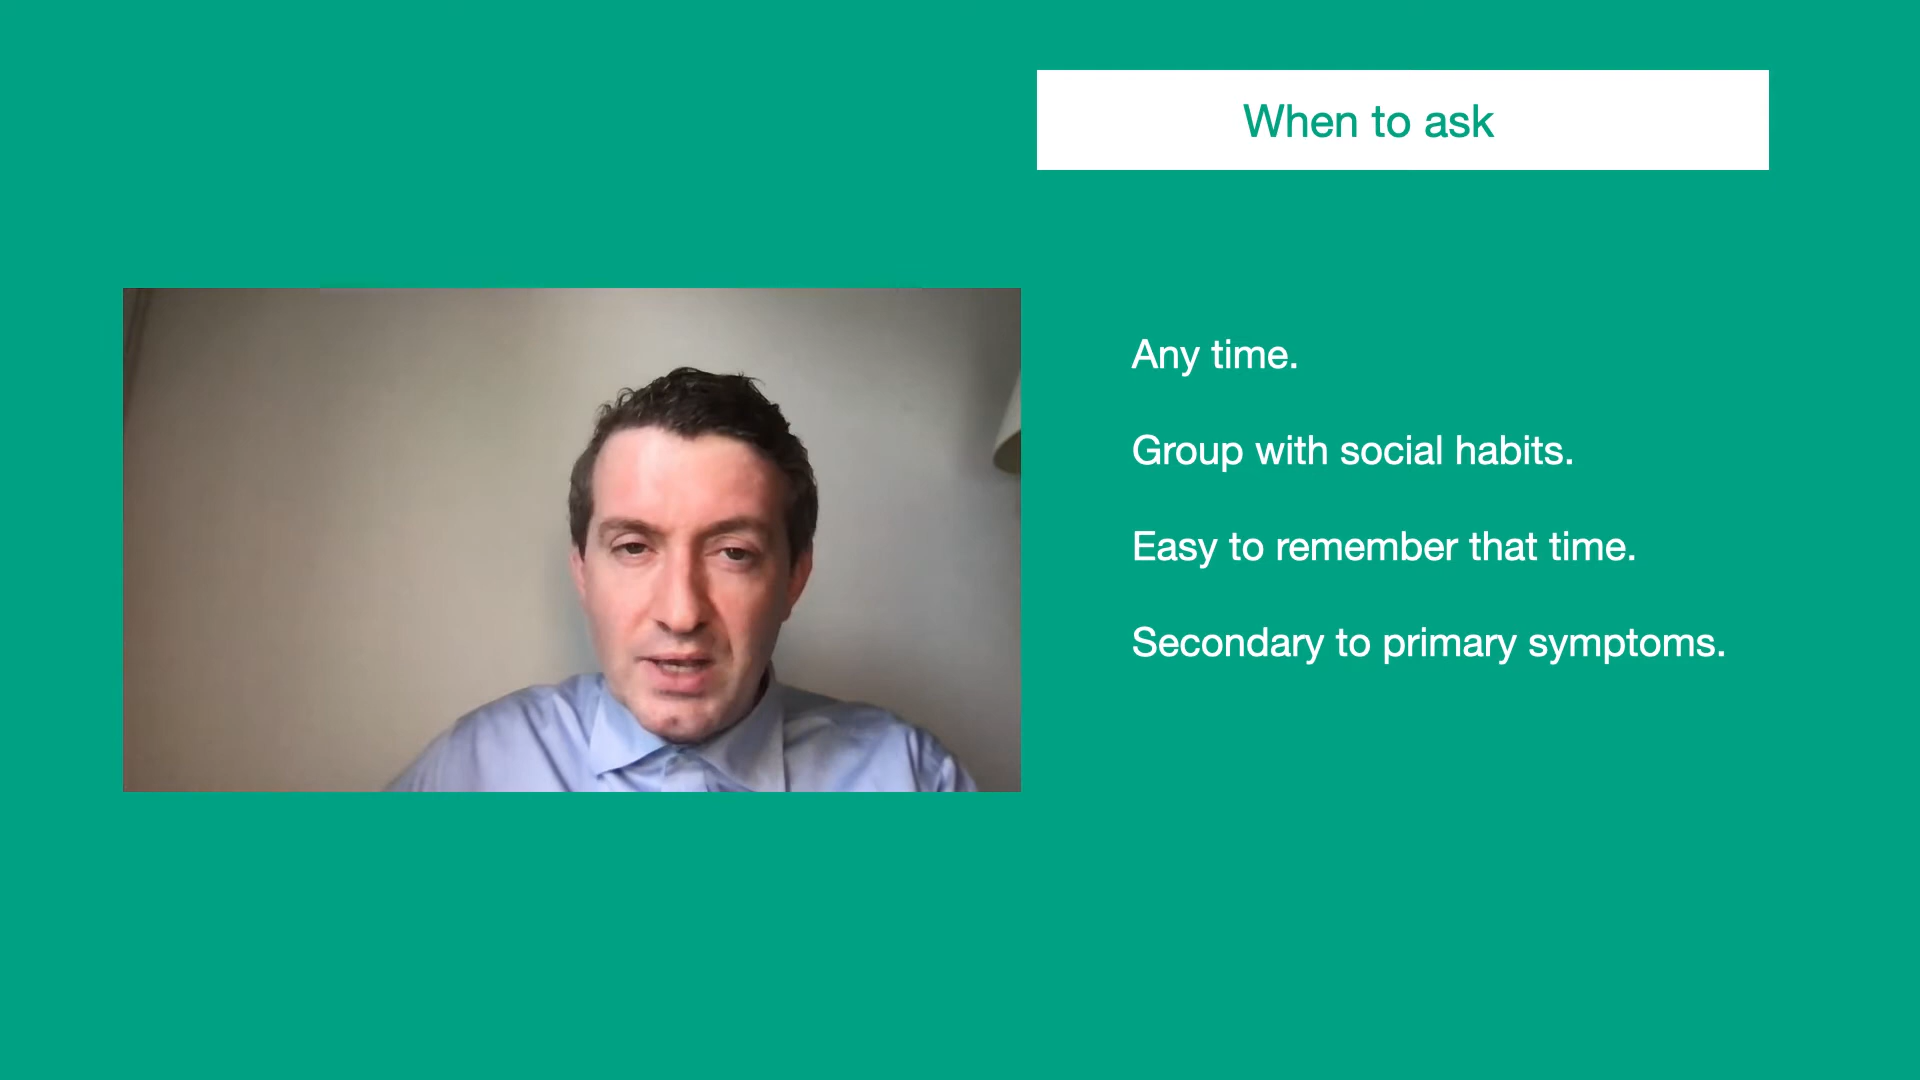 When to ask
Any time.
Group with social habits.
Easy to remember that time.
Secondary to primary symptoms.